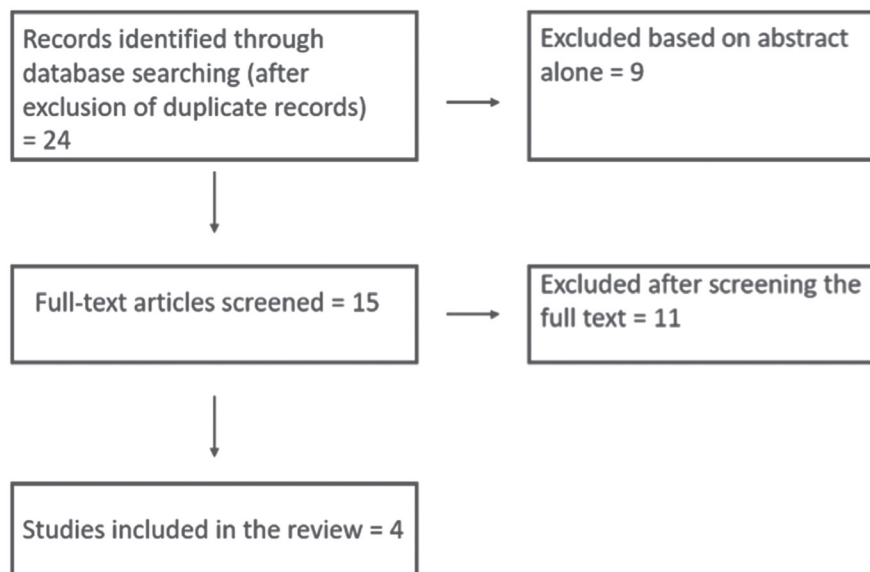 Records identified through
database searching (after
exclusion of duplicate records)
= 24
Excluded based on abstract
alone = 9
Full-text articles screened = 15
Excluded after screening the
full text = 11
Studies included in the review = 4